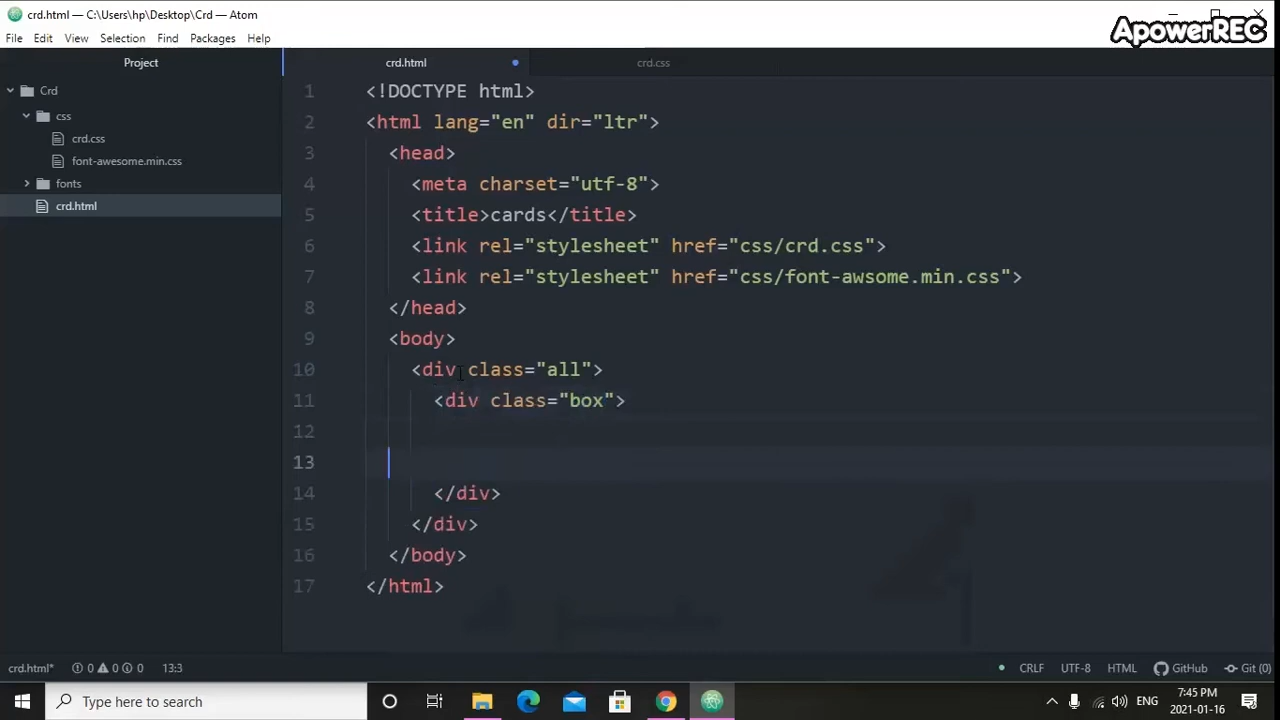 crd.html — C:\Users\hp\Desktop\Crd — Atom
ApowerREC
File Edit View Selection Find Packages Help
Project
crd.html
crd.css
Crd
css
crd.css
font-awesome.min.css
fonts
crd.html
1 <!DOCTYPE html>
2 <html lang="en" dir="ltr">
3 <head>
4 <meta charset="utf-8">
5 <title>cards</title>
6 <link rel="stylesheet" href="css/crd.css">
7 <link rel="stylesheet" href="css/font-awsome.min.css">
8 </head>
9 <body>
10 <div class="all">
11 <div class="box">
12
13
14 </div>
15 </div>
16 </body>
17 </html>
crd.html* 0 0 0 13:3 CRLF UTF-8 HTML GitHub Git (0)
Type here to search
ENG
7:45 PM
2021-01-16